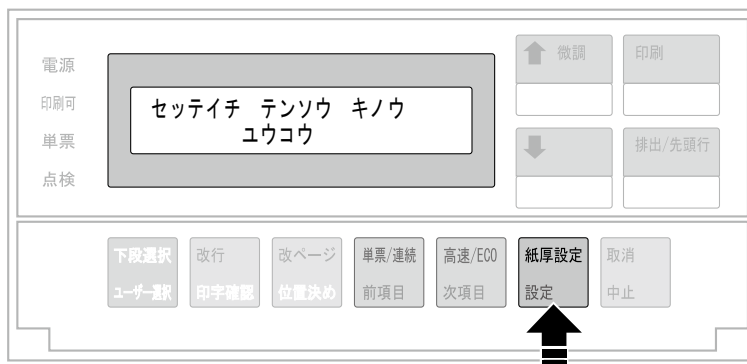 電源
印刷可
単票
点検
セッテイチ テンソウ キノウ
ユウコウ
微調
印刷
排出/先頭行
下段選択
ユーザー選択
改行
印字確認
改ページ
位置決め
単票/連続
前項目
高速/ECO
次項目
紙厚設定
設定
取消
中止